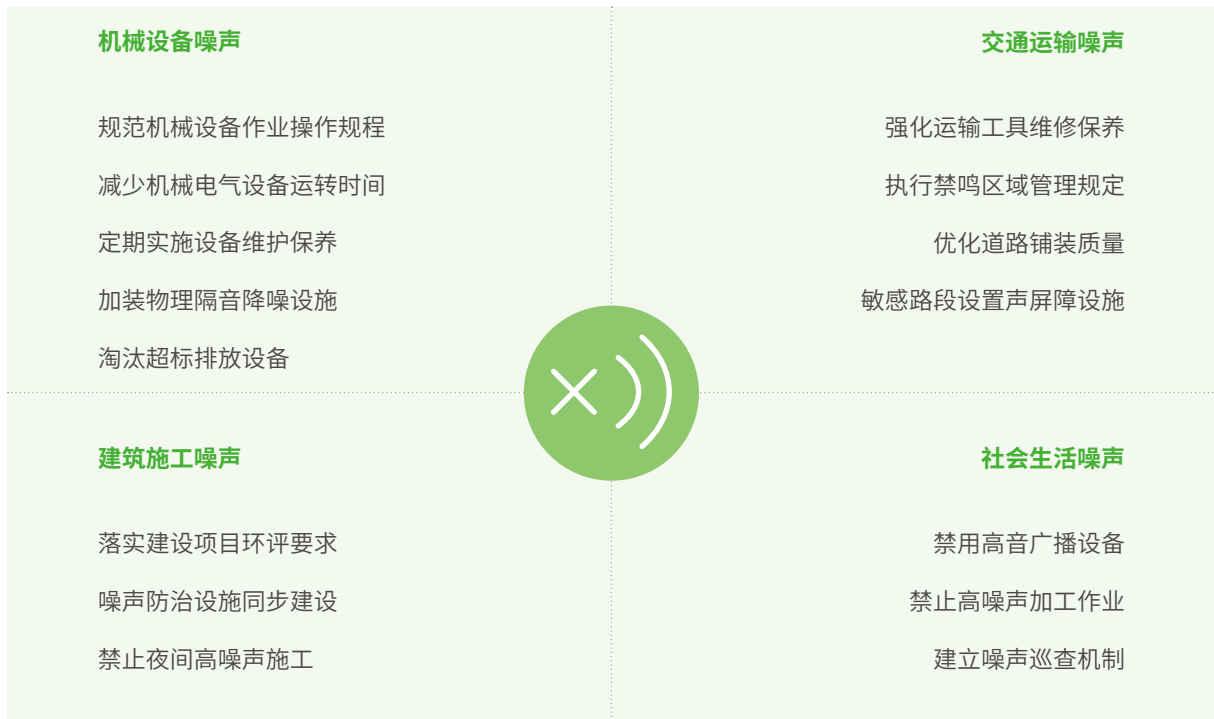 机械设备噪声
规范机械设备作业操作规程
减少机械电气设备运转时间
定期实施设备维护保养
加装物理隔音降噪设施
淘汰超标排放设备
交通运输噪声
强化运输工具维修保养
执行禁鸣区域管理规定
优化道路铺装质量
敏感路段设置声屏障设施
建筑施工噪声
落实建设项目环评要求
噪声防治设施同步建设
禁止夜间高噪声施工
社会生活噪声
禁用高音广播设备
禁止高噪声加工作业
建立噪声巡查机制